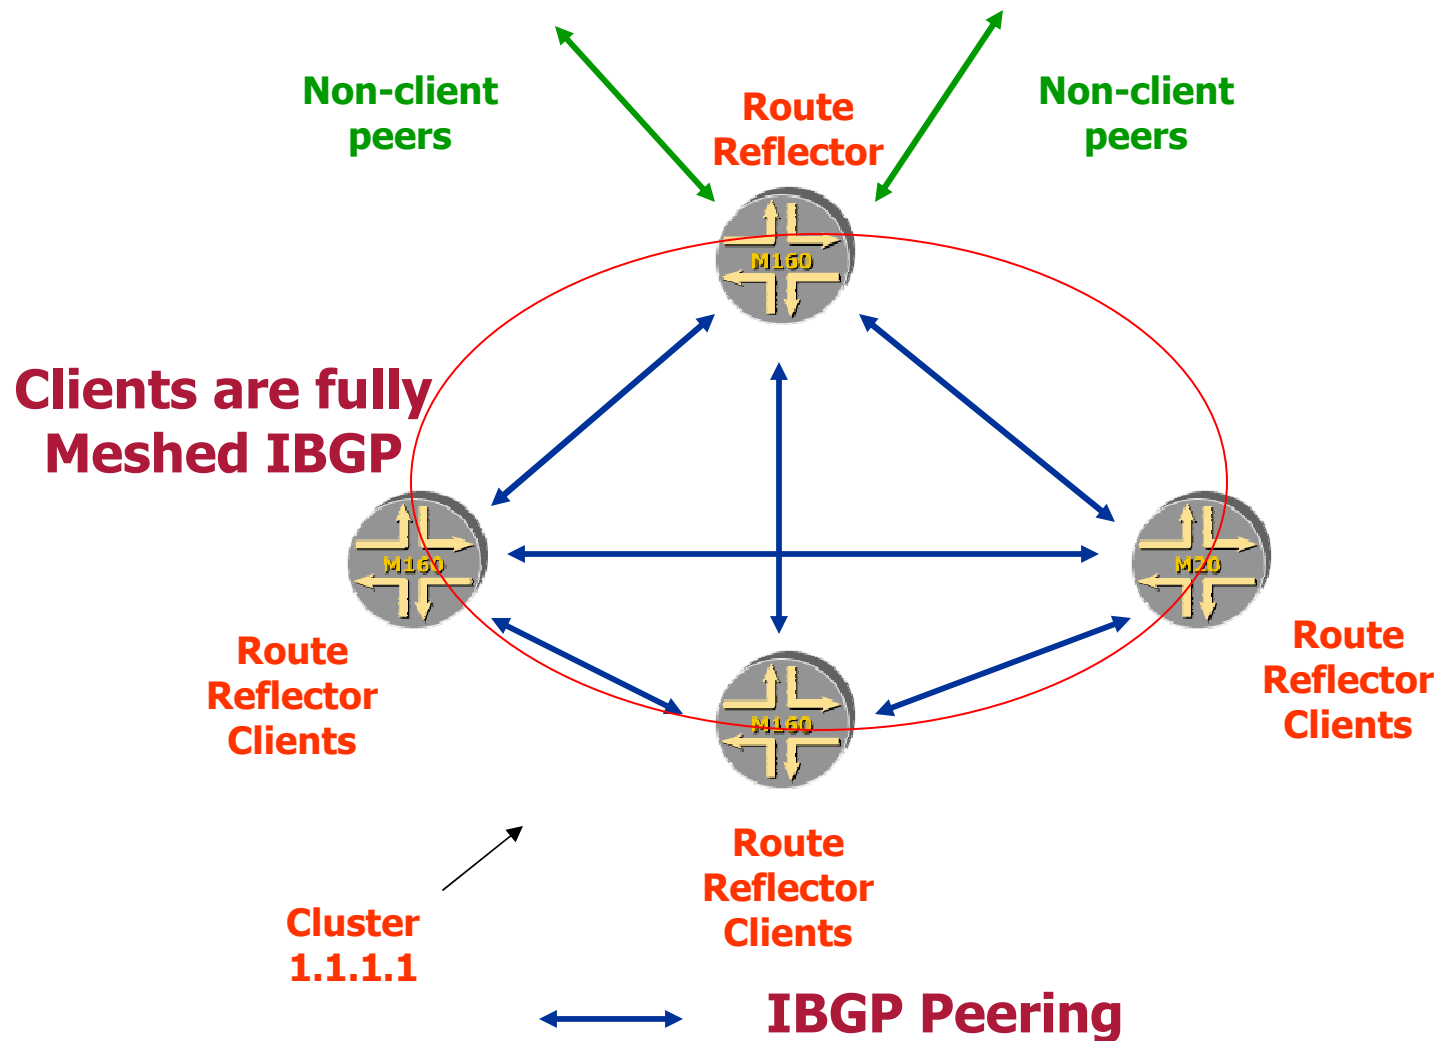 Non-client
peers
Route
Reflector
Non-client
peers
M160
Clients are fully
Meshed IBGP
M160
M20
Route
Reflector
Clients
M160
Route
Reflector
Clients
Route
Reflector
Clients
Cluster
1.1.1.1
IBGP Peering